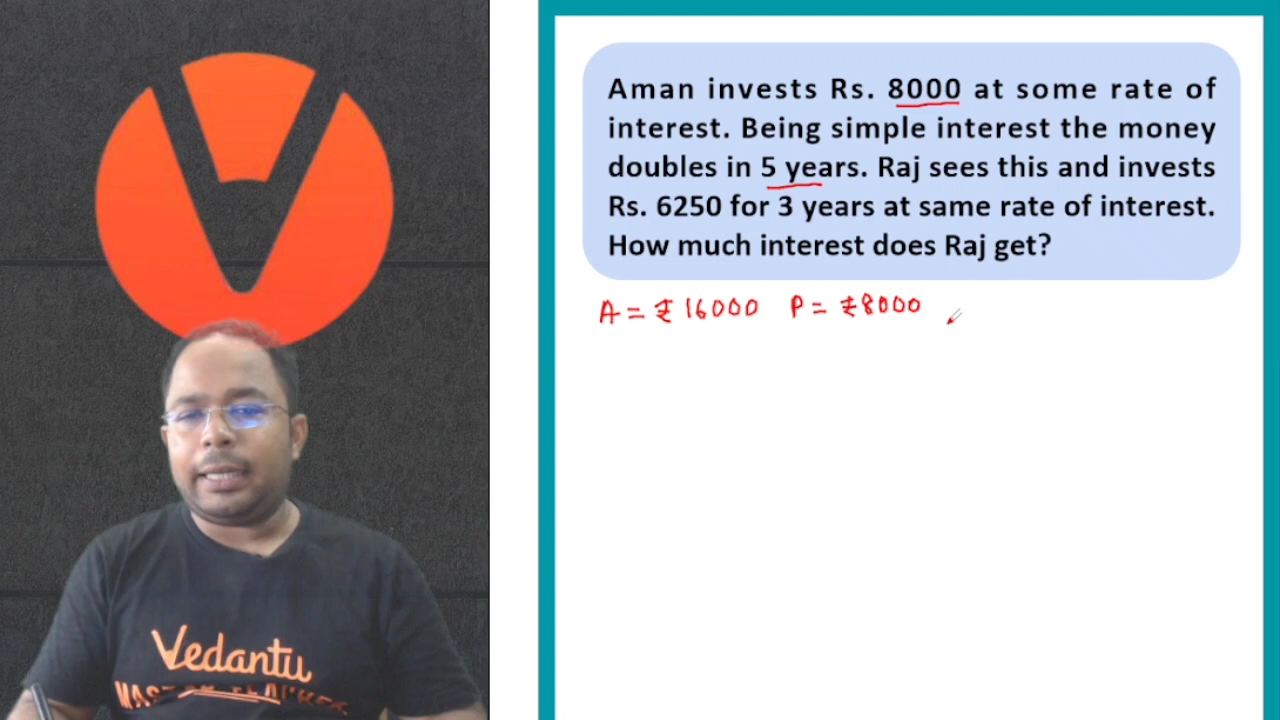 Aman invests Rs. 8000 at some rate of
interest. Being simple interest the money
doubles in 5 years. Raj sees this and invests
Rs. 6250 for 3 years at same rate of interest.
How much interest does Raj get?
A = ₹ 16000 P = ₹8000
Vedantu
MASTER TEACHER